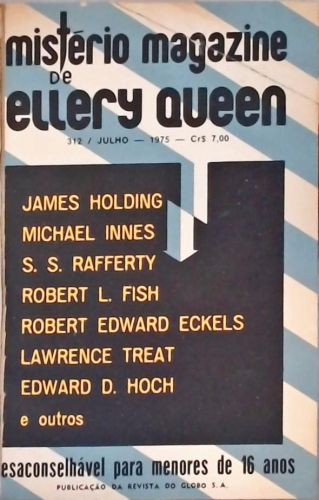 mistério magazine
DE
ELLERY QUEEN
312 / JULHO — 1975 — Cr$ 7,00
JAMES HOLDING
MICHAEL INNES
S. S. RAFFERTY
ROBERT L. FISH
ROBERT EDWARD ECKELS
LAWRENCE TREAT
EDWARD D. HOCH
e outros
esaconselhável para menores de 16 anos
PUBLICAÇÃO DA REVISTA DO GLOBO S.A.